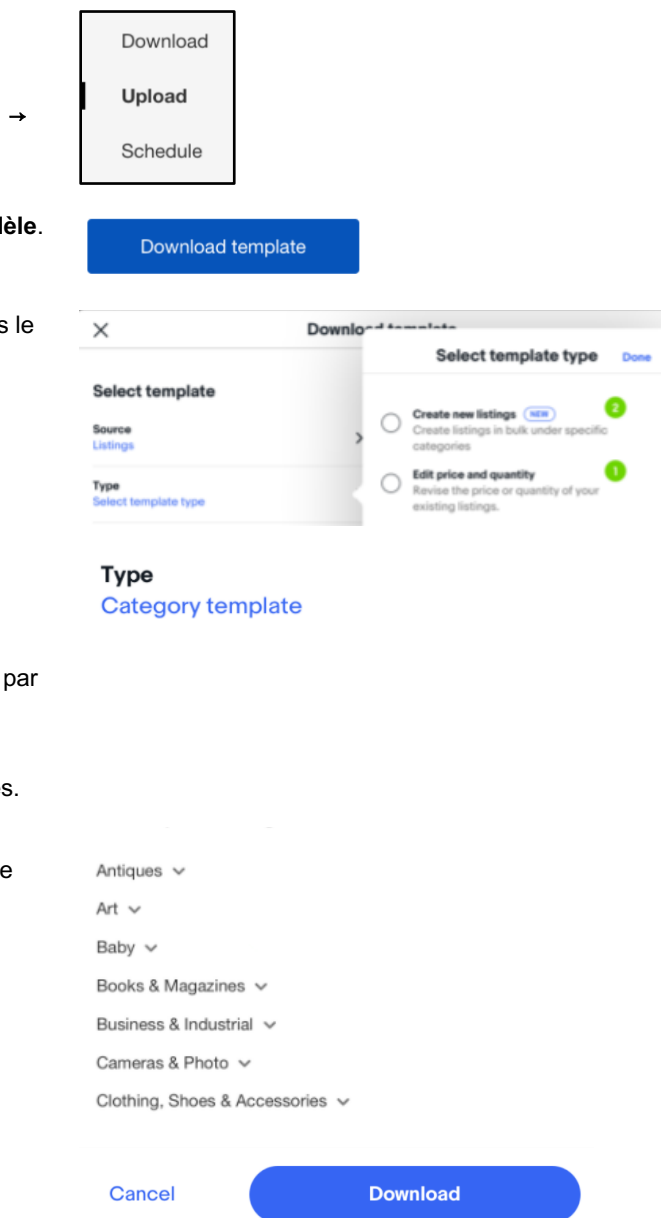 Download
→
Upload
Schedule
lèle.
Download template
s le
Download template
Select template type
Done
Select template
Source
Listings
Type
Select template type
Create new listings NEW
2
Create listings in bulk under specific
categories
Edit price and quantity
1
Revise the price or quantity of your
existing listings.
Type
Category template
par
s.
e
Antiques
Art
Baby
Books & Magazines
Business & Industrial
Cameras & Photo
Clothing, Shoes & Accessories
Cancel
Download